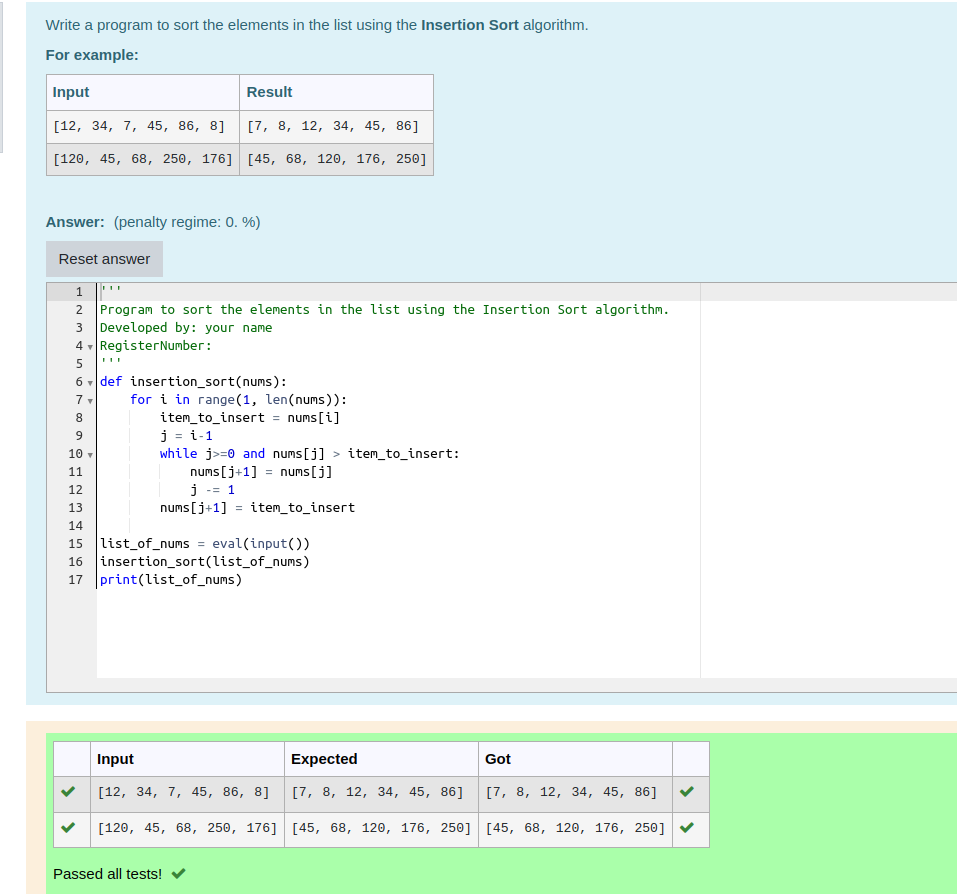 Write a program to sort the elements in the list using the Insertion Sort algorithm.
For example:
Input Result
[12, 34, 7, 45, 86, 8] [7, 8, 12, 34, 45, 86]
[120, 45, 68, 250, 176] [45, 68, 120, 176, 250]
Answer: (penalty regime: 0. %)
Reset answer
1 '''
2 Program to sort the elements in the list using the Insertion Sort algorithm.
3 Developed by: your name
4 RegisterNumber:
5 '''
6 def insertion_sort(nums):
7     for i in range(1, len(nums)):
8         item_to_insert = nums[i]
9         j = i-1
10         while j>=0 and nums[j] > item_to_insert:
11             nums[j+1] = nums[j]
12             j -= 1
13         nums[j+1] = item_to_insert
14
15 list_of_nums = eval(input())
16 insertion_sort(list_of_nums)
17 print(list_of_nums)
Input Expected Got
[12, 34, 7, 45, 86, 8] [7, 8, 12, 34, 45, 86] [7, 8, 12, 34, 45, 86]
[120, 45, 68, 250, 176] [45, 68, 120, 176, 250] [45, 68, 120, 176, 250]
Passed all tests!